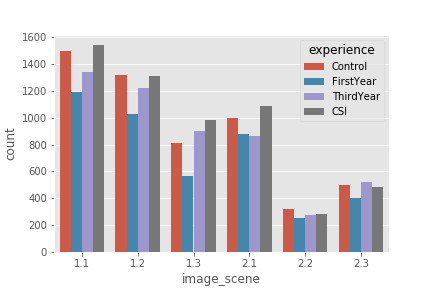 experience
Control
FirstYear
ThirdYear
CSI
count
1600
1400
1200
1000
800
600
400
200
0
1.1 1.2 1.3 2.1 2.2 2.3
image_scene